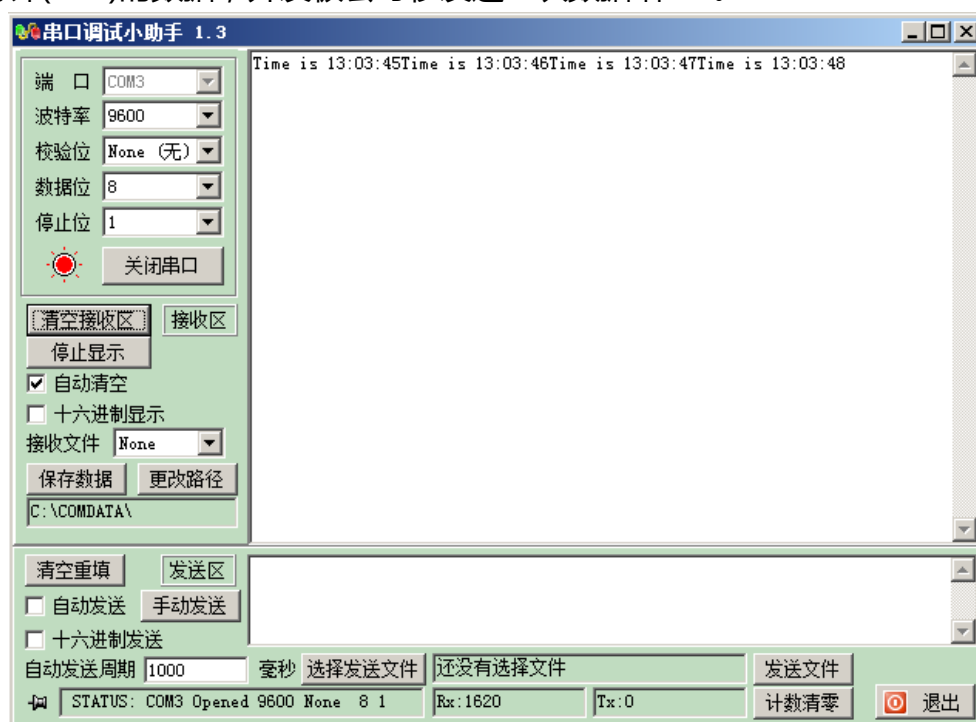 串口调试小助手 1.3
端 口 COM3
波特率 9600
校验位 None (无)
数据位 8
停止位 1
关闭串口
清空接收区 接收区
停止显示
自动清空
十六进制显示
接收文件 None
保存数据 更改路径
C:\COMDATA\
Time is 13:03:45Time is 13:03:46Time is 13:03:47Time is 13:03:48
清空重填 发送区
自动发送 手动发送
十六进制发送
自动发送周期 1000 毫秒 选择发送文件 还没有选择文件 发送文件
STATUS: COM3 Opened 9600 None 8 1 Rx:1620 Tx:0 计数清零 退出